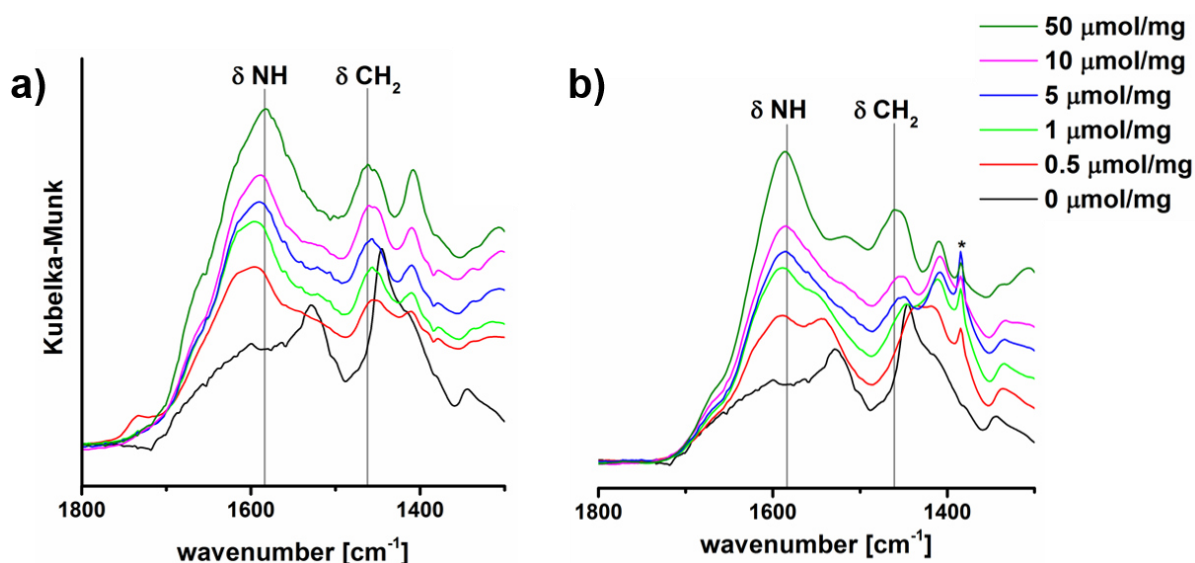 a)
δ NH
δ CH₂
Kubelka-Munk
1800
1600
1400
wavenumber [cm⁻¹]
b)
δ NH
δ CH₂
*
1800
1600
1400
wavenumber [cm⁻¹]
50 μmol/mg
10 μmol/mg
5 μmol/mg
1 μmol/mg
0.5 μmol/mg
0 μmol/mg